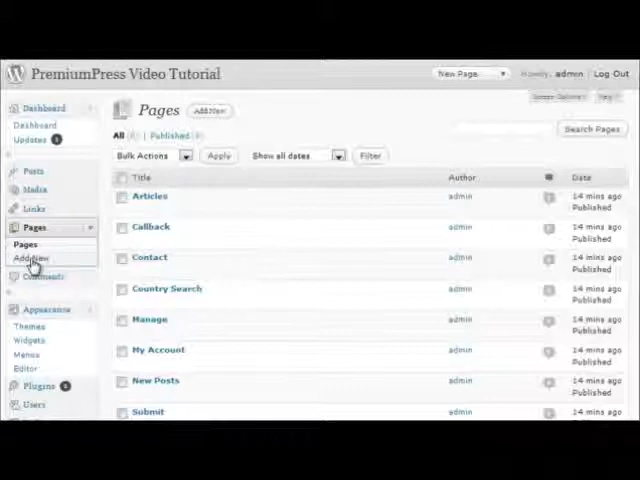 PremiumPress Video Tutorial
New Page
Howdy, admin
Log Out
Dashboard
Dashboard
Updates
Posts
Media
Links
Pages
Pages
Add New
Comments
Appearance
Themes
Widgets
Menus
Editor
Plugins
Users
Pages
Add New
Screen Options
Help
All
Published
Search Pages
Bulk Actions
Apply
Show all dates
Filter
Title Author Date
Articles admin 14 mins ago
Published
Callback admin 14 mins ago
Published
Contact admin 14 mins ago
Published
Country Search admin 14 mins ago
Published
Manage admin 14 mins ago
Published
My Account admin 14 mins ago
Published
New Posts admin 14 mins ago
Published
Submit admin 14 mins ago